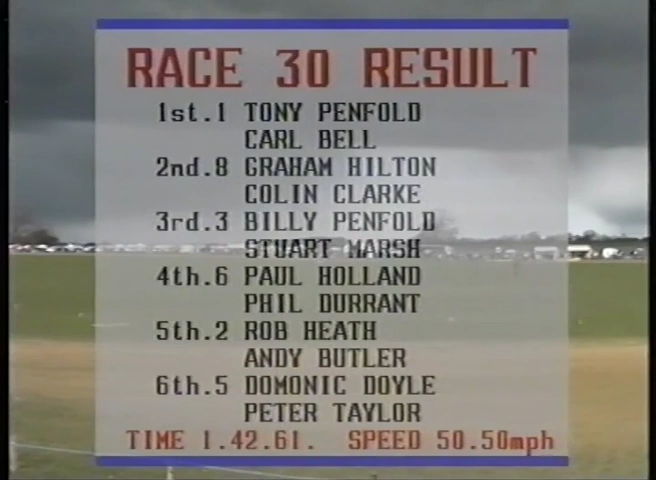 RACE 30 RESULT
1st.1 TONY PENFOLD
CARL BELL
2nd.8 GRAHAM HILTON
COLIN CLARKE
3rd.3 BILLY PENFOLD
STUART MARSH
4th.6 PAUL HOLLAND
PHIL DURRANT
5th.2 ROB HEATH
ANDY BUTLER
6th.5 DOMONIC DOYLE
PETER TAYLOR
TIME 1.42.61. SPEED 50.50mph